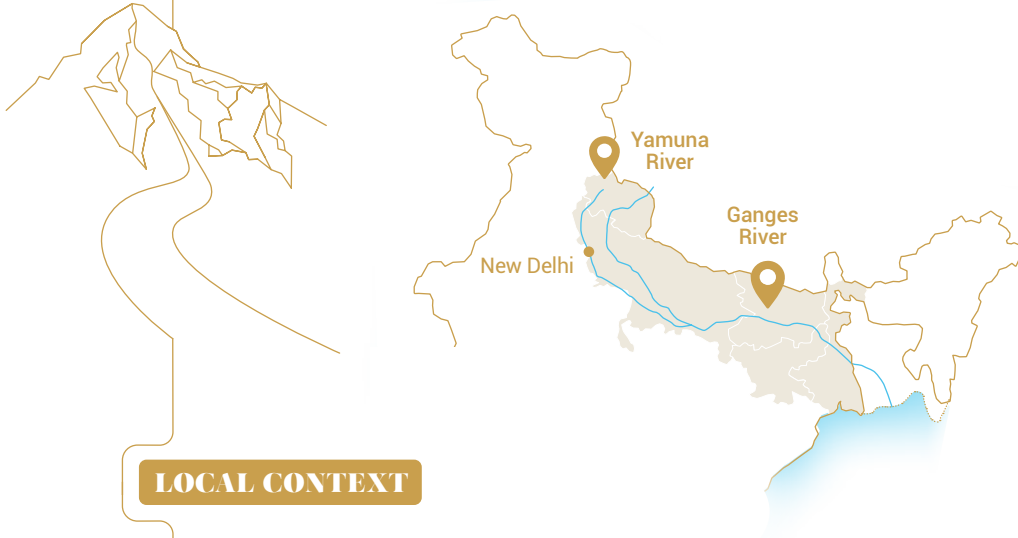 Yamuna
River
Ganges
River
New Delhi
LOCAL CONTEXT